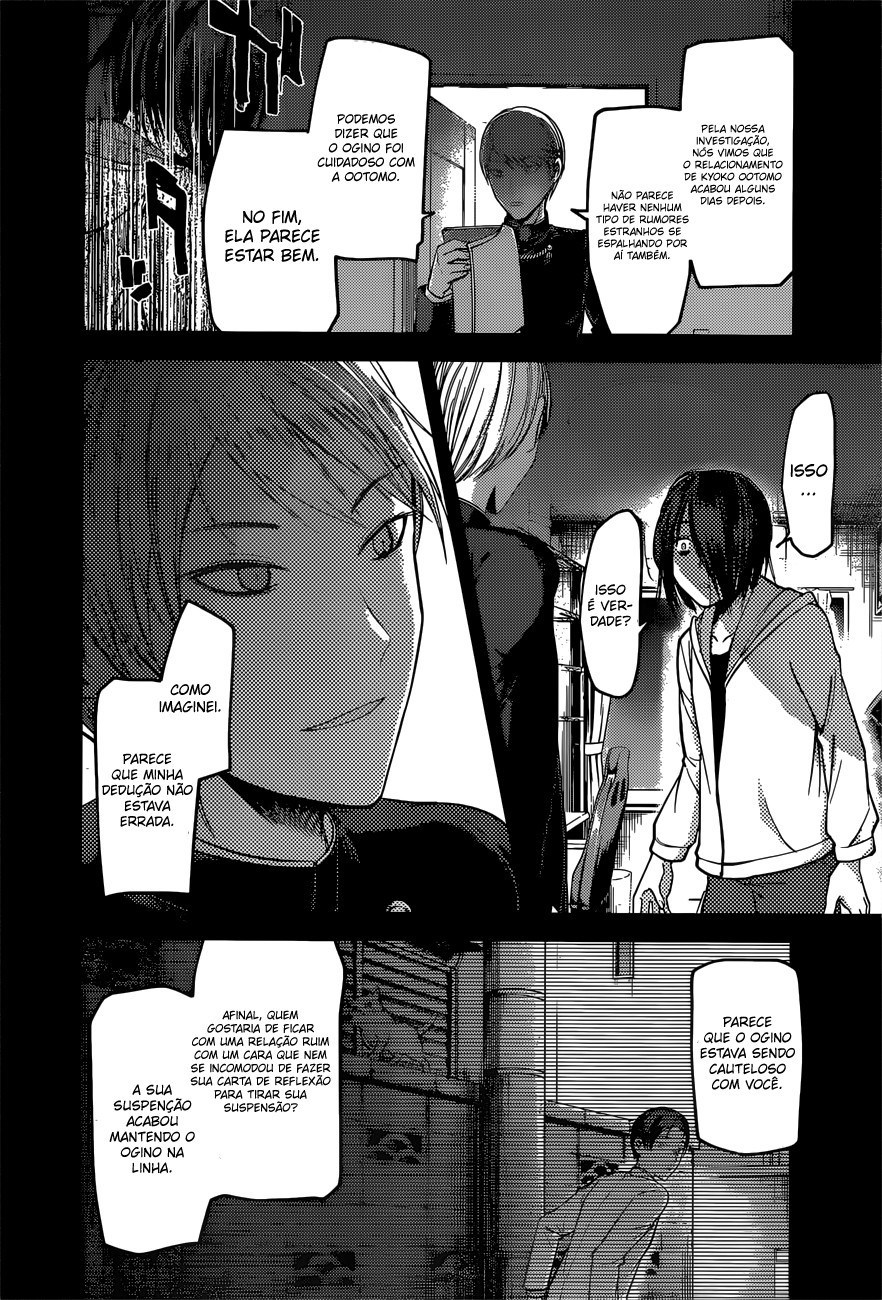 PELA NOSSA
INVESTIGAÇÃO,
NÓS VIMOS QUE
O RELACIONAMENTO
DE KYOKO OOTOMO
ACABOU ALGUNS
DIAS DEPOIS.
NÃO PARECE
HAVER NENHUM
TIPO DE RUMORES
ESTRANHOS SE
ESPALHANDO POR
AÍ TAMBÉM.
PODEMOS
DIZER QUE
O OGINO FOI
CUIDADOSO COM
A OOTOMO.
NO FIM,
ELA PARECE
ESTAR BEM.
ISSO
...
ISSO
É VER-
DADE?
COMO
IMAGINEI.
PARECE
QUE MINHA
DEDUÇÃO NÃO
ESTAVA
ERRADA.
PARECE
QUE O OGINO
ESTAVA SENDO
CAUTELOSO
COM VOCÊ.
AFINAL, QUEM
GOSTARIA DE FICAR
COM UMA RELAÇÃO RUIM
COM UM CARA QUE NEM
SE INCOMODOU DE FAZER
SUA CARTA DE REFLEXÃO
PARA TIRAR SUA
SUSPENSÃO?
A SUA
SUSPENÇÃO
ACABOU
MANTENDO O
OGINO NA
LINHA.